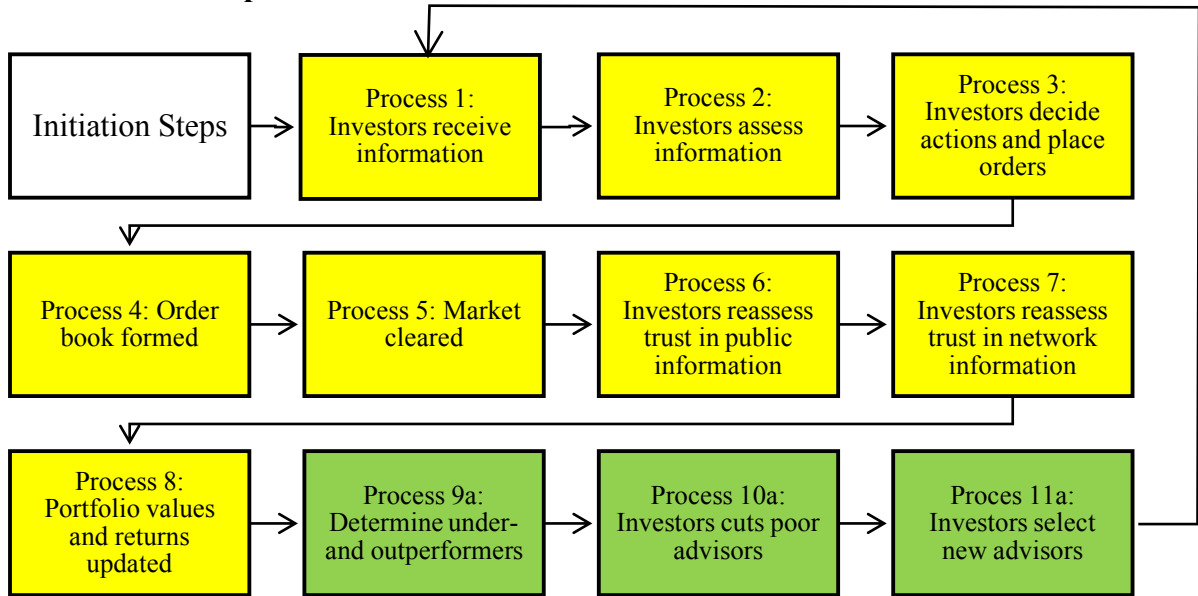 Initiation Steps
Process 1:
Investors receive
information
Process 2:
Investors assess
information
Process 3:
Investors decide
actions and place
orders
Process 4: Order
book formed
Process 5: Market
cleared
Process 6:
Investors reassess
trust in public
information
Process 7:
Investors reassess
trust in network
information
Process 8:
Portfolio values
and returns
updated
Process 9a:
Determine under-
and outperformers
Process 10a:
Investors cuts poor
advisors
Proces 11a:
Investors select
new advisors